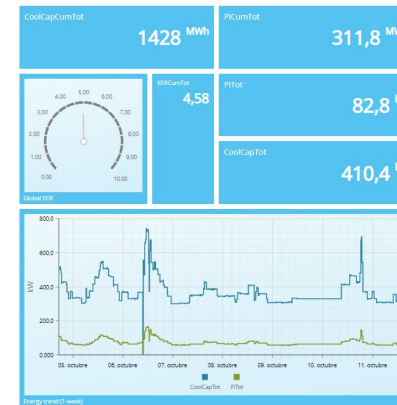 CoolCapCumTot
1428 MWh
PICumTot
311,8
EERCumTot
4,58
PITot
82,8
CoolCapTot
410,4
0,00
1,00
2,00
3,00
4,00
5,00
6,00
7,00
8,00
9,00
10,00
Global EER
800.0
600.0
400.0
200.0
0.000
kW
05. octubre 06. octubre 07. octubre 08. octubre 09. octubre 10. octubre 11. octubre
CoolCapTot PITot
Energy trend (1 week)